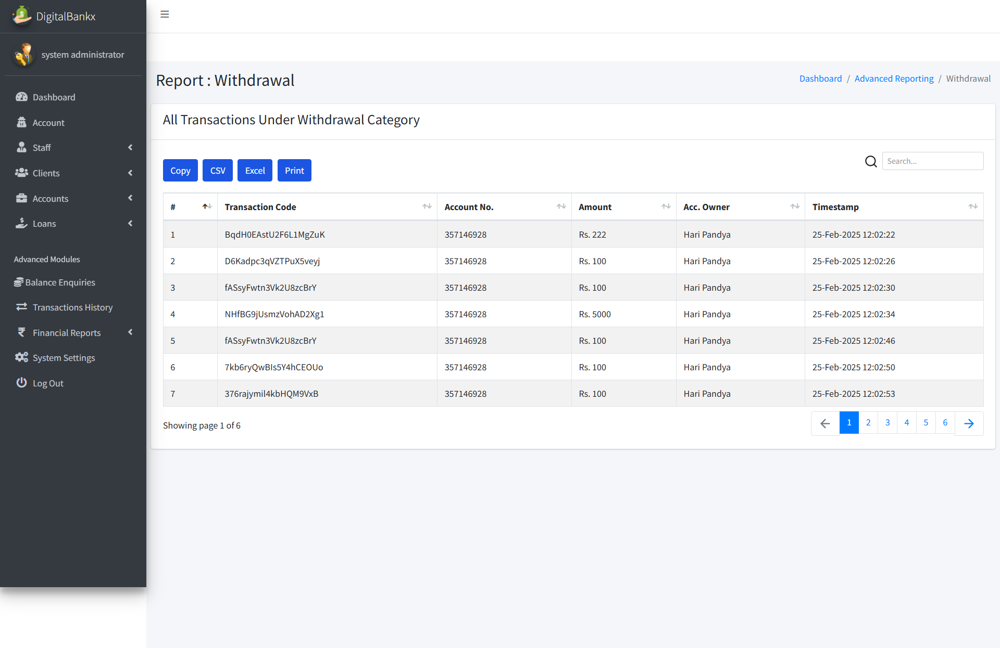 DigitalBankx
system administrator
Dashboard
Account
Staff
Clients
Accounts
Loans
Advanced Modules
Balance Enquiries
Transactions History
Financial Reports
System Settings
Log Out
Report : Withdrawal
Dashboard / Advanced Reporting / Withdrawal
All Transactions Under Withdrawal Category
Copy CSV Excel Print
Search...
# Transaction Code Account No. Amount Acc. Owner Timestamp
1 BqdH0EAstU2F6L1MgZuK 357146928 Rs. 222 Hari Pandya 25-Feb-2025 12:02:22
2 D6Kadpc3qVZTPuX5veyj 357146928 Rs. 100 Hari Pandya 25-Feb-2025 12:02:26
3 fASsyFwtn3Vk2U8zcBrY 357146928 Rs. 100 Hari Pandya 25-Feb-2025 12:02:30
4 NHfBG9jUsmzVohAD2Xg1 357146928 Rs. 5000 Hari Pandya 25-Feb-2025 12:02:34
5 fASsyFwtn3Vk2U8zcBrY 357146928 Rs. 100 Hari Pandya 25-Feb-2025 12:02:46
6 7kb6ryQwBIs5Y4hCEOUo 357146928 Rs. 100 Hari Pandya 25-Feb-2025 12:02:50
7 376rajymil4kbHQM9VxB 357146928 Rs. 100 Hari Pandya 25-Feb-2025 12:02:53
Showing page 1 of 6
1 2 3 4 5 6